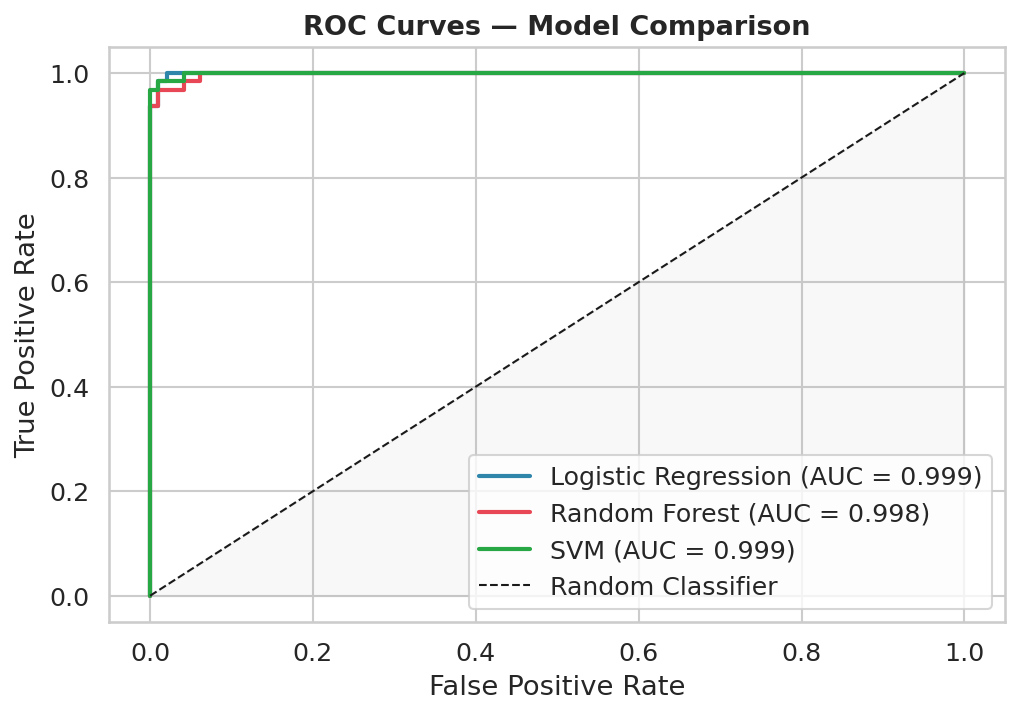 ROC Curves — Model Comparison
True Positive Rate
1.0
0.8
0.6
0.4
0.2
0.0
Logistic Regression (AUC = 0.999)
Random Forest (AUC = 0.998)
SVM (AUC = 0.999)
Random Classifier
0.0 0.2 0.4 0.6 0.8 1.0
False Positive Rate